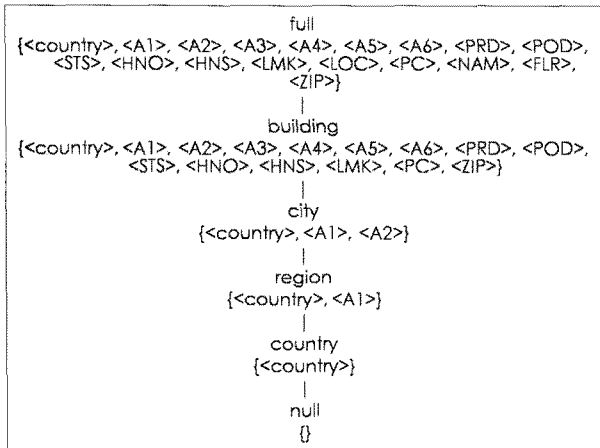 full
{<country>, <A1>, <A2>, <A3>, <A4>, <A5>, <A6>, <PRD>, <POD>,
<STS>, <HNO>, <HNS>, <LMK>, <LOC>, <PC>, <NAM>, <FLR>,
<ZIP>}
building
{<country>, <A1>, <A2>, <A3>, <A4>, <A5>, <A6>, <PRD>, <POD>,
<STS>, <HNO>, <HNS>, <LMK>, <PC>, <ZIP>}
city
{<country>, <A1>, <A2>}
region
{<country>, <A1>}
country
{<country>}
null
{}